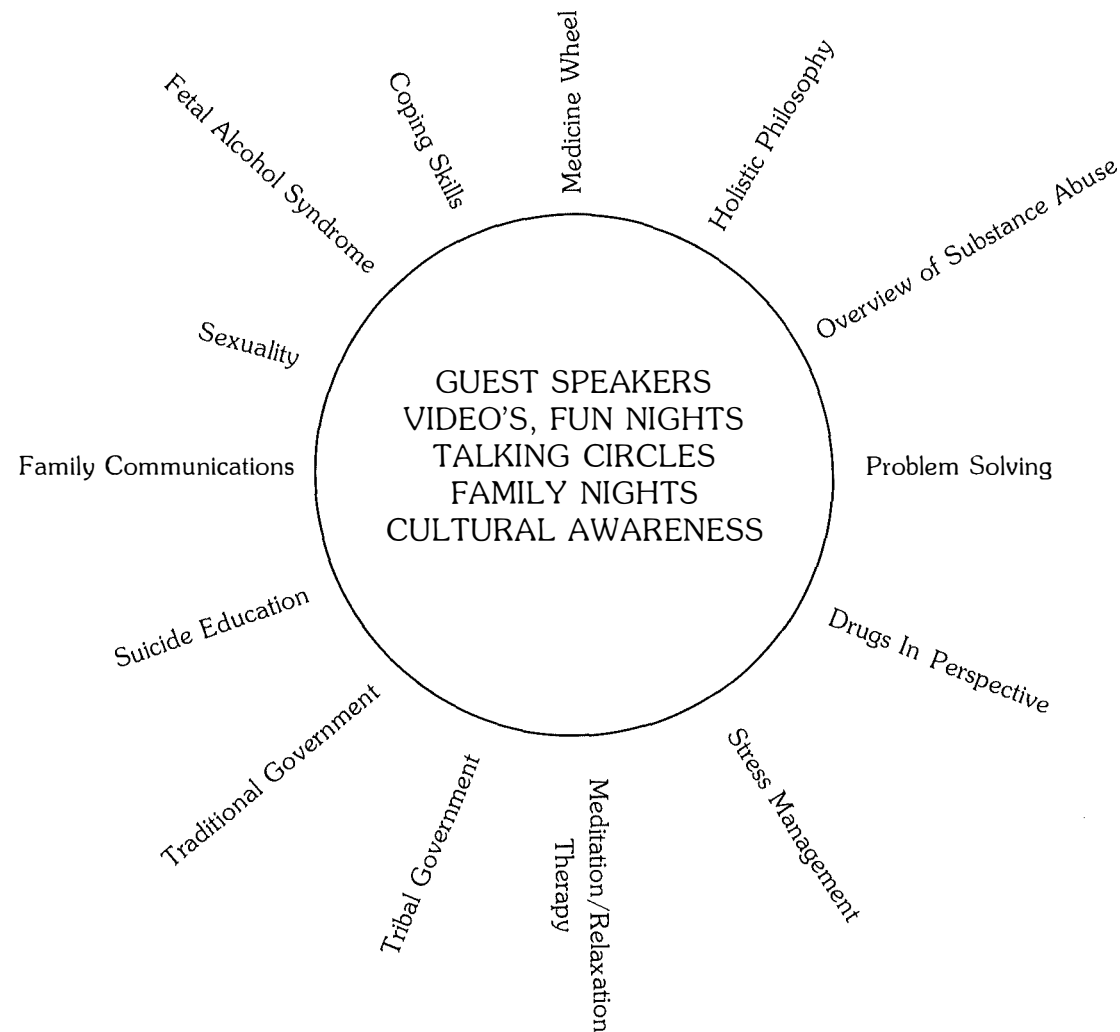 Medicine Wheel
Holistic Philosophy
Overview of Substance Abuse
Problem Solving
Drugs In Perspective
Stress Management
Meditation/Relaxation
Therapy
Tribal Government
Traditional Government
Suicide Education
Family Communications
Sexuality
Fetal Alcohol Syndrome
Coping Skills
GUEST SPEAKERS
VIDEO'S, FUN NIGHTS
TALKING CIRCLES
FAMILY NIGHTS
CULTURAL AWARENESS